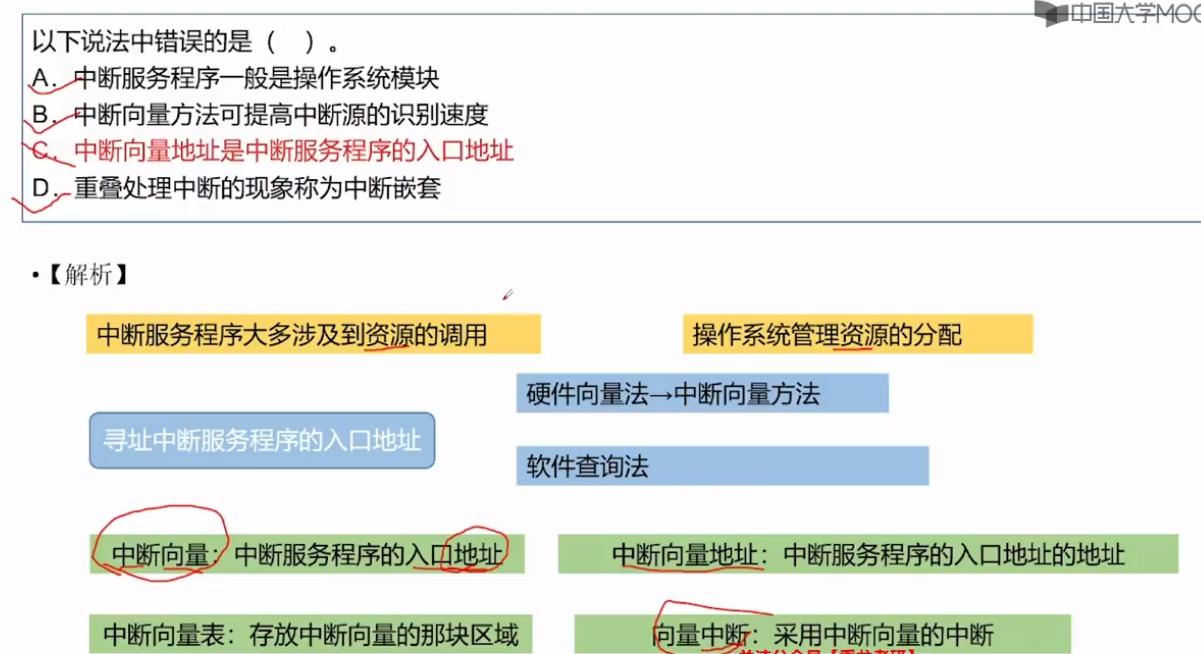 中国大学MOO
以下说法中错误的是（ ）。
A. 中断服务程序一般是操作系统模块
B. 中断向量方法可提高中断源的识别速度
C. 中断向量地址是中断服务程序的入口地址
D. 重叠处理中断的现象称为中断嵌套
•【解析】
中断服务程序大多涉及到资源的调用
操作系统管理资源的分配
硬件向量法→中断向量方法
寻址中断服务程序的入口地址
软件查询法
中断向量：中断服务程序的入口地址
中断向量地址：中断服务程序的入口地址的地址
中断向量表：存放中断向量的那块区域
向量中断：采用中断向量的中断